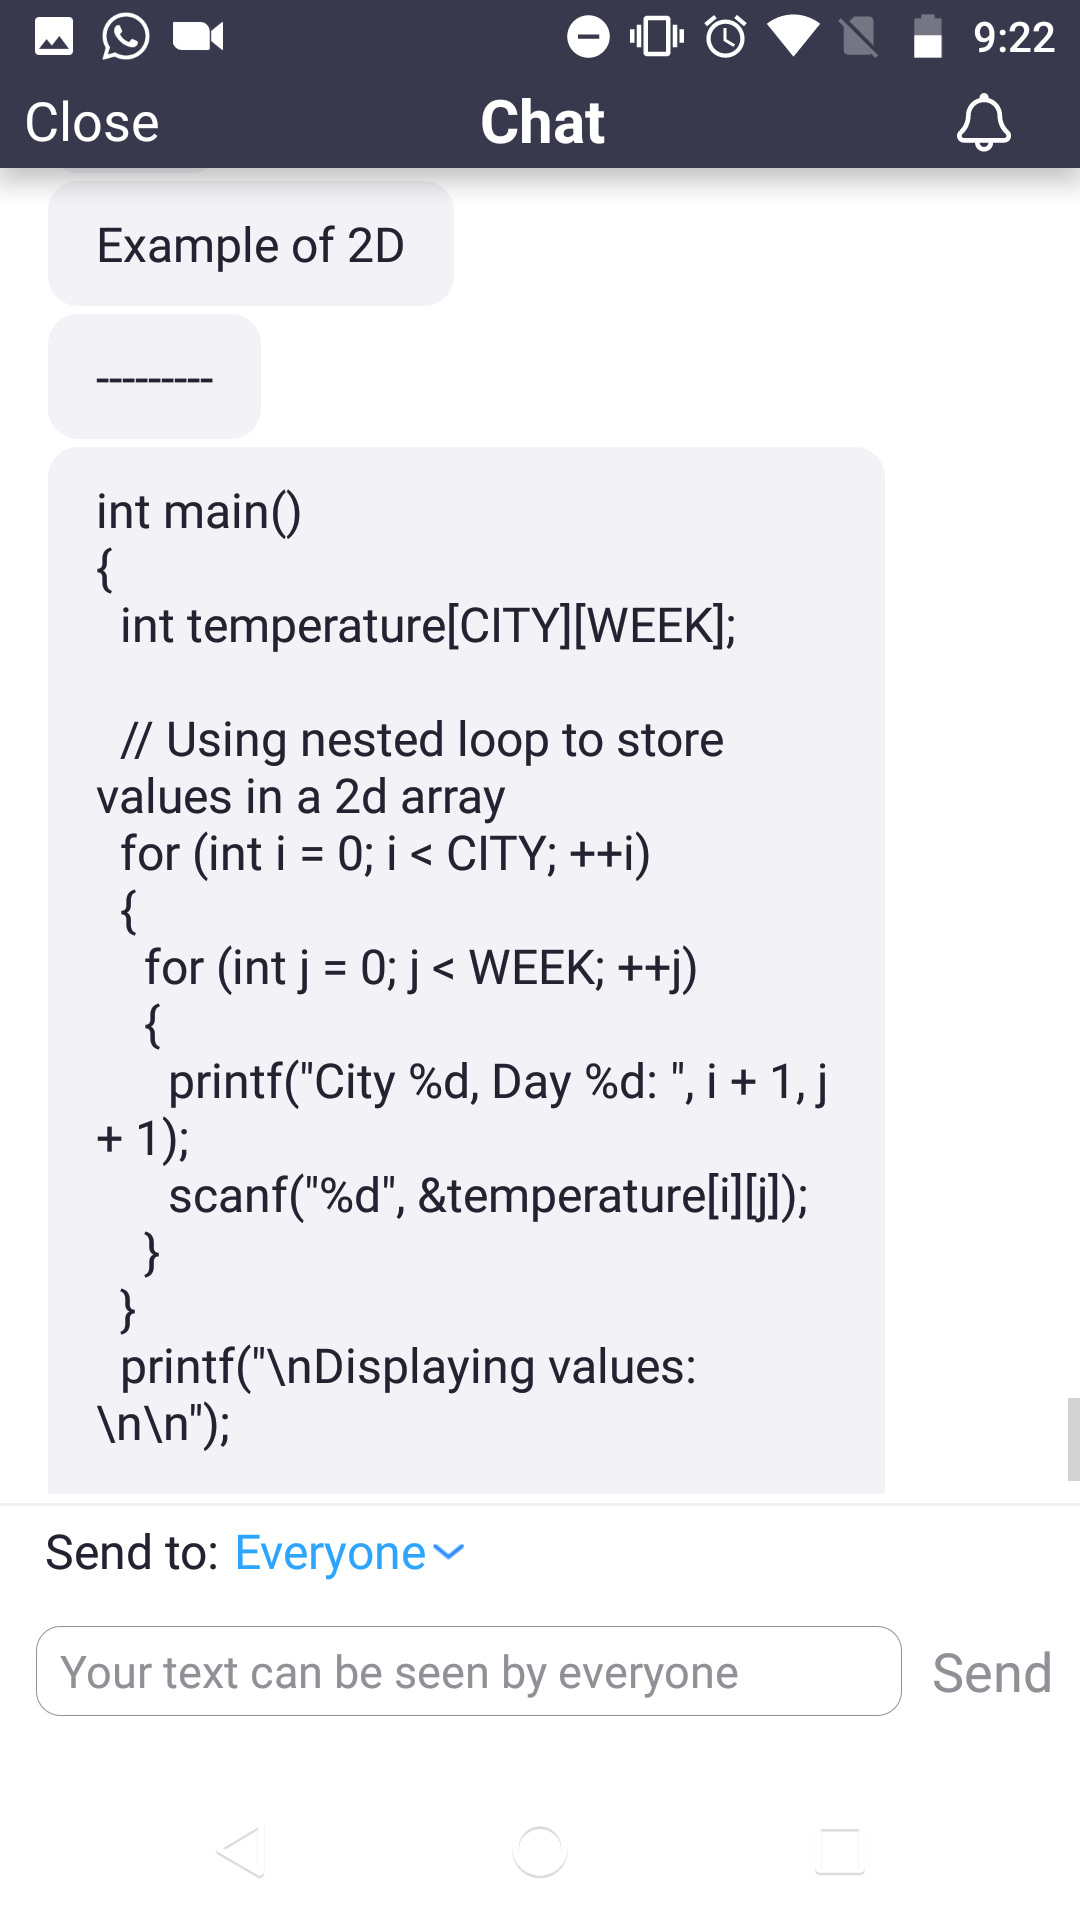 9:22
Close
Chat
Example of 2D
---------
int main()
{
int temperature[CITY][WEEK];
// Using nested loop to store
values in a 2d array
for (int i = 0; i < CITY; ++i)
{
for (int j = 0; j < WEEK; ++j)
{
printf("City %d, Day %d: ", i + 1, j
+ 1);
scanf("%d", &temperature[i][j]);
}
}
printf("\nDisplaying values:
\n\n");
Send to: Everyone
Your text can be seen by everyone
Send